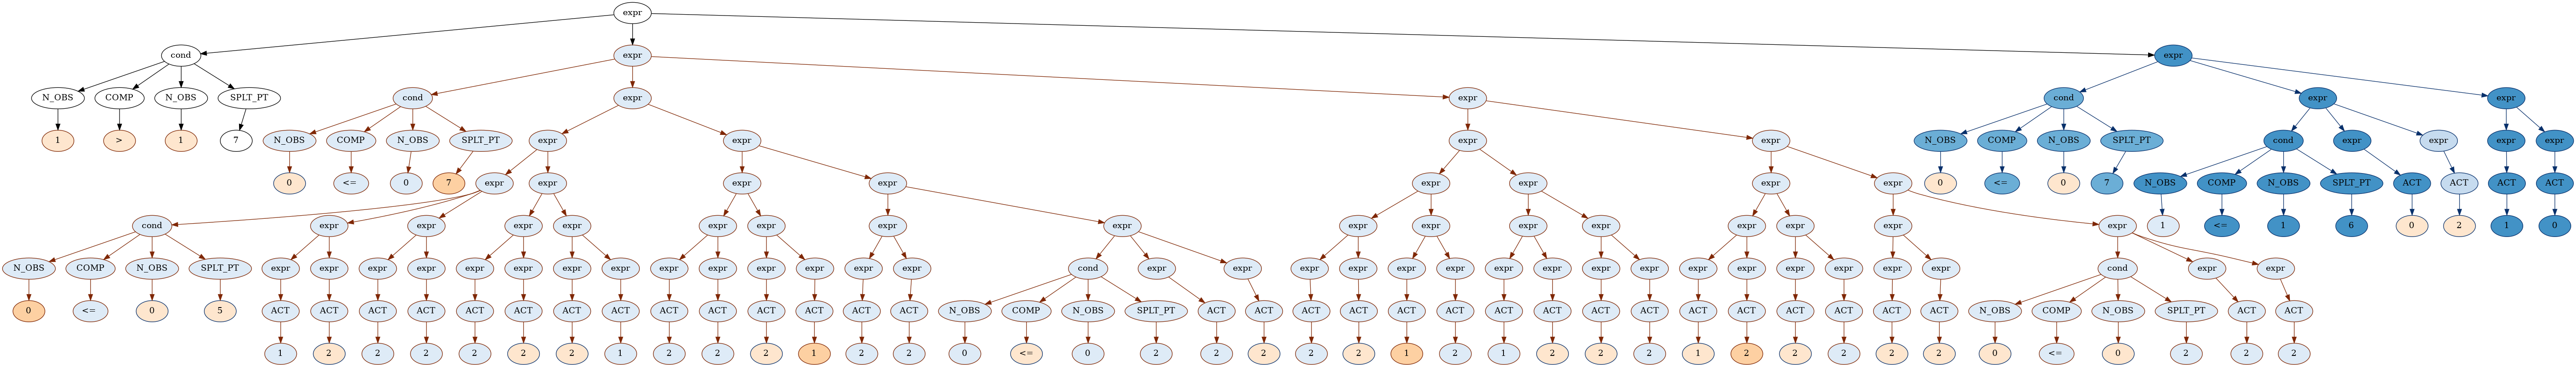 expr
cond expr expr
N_OBS COMP N_OBS SPLT_PT cond expr expr cond expr expr
1 > 1 7 N_OBS COMP N_OBS SPLT_PT expr expr expr expr N_OBS COMP N_OBS SPLT_PT cond expr expr expr expr
0 <= 0 7 expr expr expr expr expr expr expr expr 0 <= 0 7 N_OBS COMP N_OBS SPLT_PT ACT ACT ACT ACT
cond expr expr expr expr expr expr expr expr expr expr expr expr expr expr expr expr 1 <= 1 6 0 2 1 0
N_OBS COMP N_OBS SPLT_PT expr expr expr expr expr expr expr expr expr expr expr expr expr expr cond expr expr expr expr expr expr expr expr expr expr expr expr expr expr expr expr cond expr expr
0 <= 0 5 ACT ACT ACT ACT ACT ACT ACT ACT ACT ACT ACT ACT ACT ACT N_OBS COMP N_OBS SPLT_PT ACT ACT ACT ACT ACT ACT ACT ACT ACT ACT ACT ACT ACT ACT ACT ACT N_OBS COMP N_OBS SPLT_PT ACT ACT
1 2 2 2 2 2 2 1 2 2 2 1 2 2 0 <= 0 2 2 2 2 2 1 2 1 2 2 2 1 2 2 2 2 2 0 <= 0 2 2 2